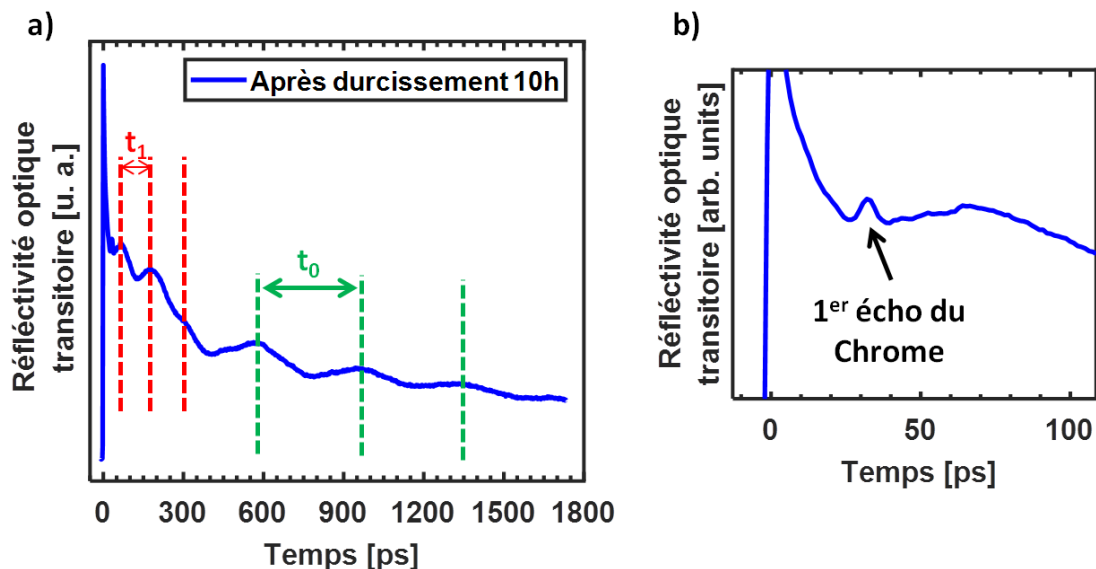 a)
Après durcissement 10h
t1
t0
Réfléctivité optique
transitoire [u. a.]
0 300 600 900 1200 1500 1800
Temps [ps]
b)
Réfléctivité optique
transitoire [arb. units]
1er écho du
Chrome
0 50 100
Temps [ps]